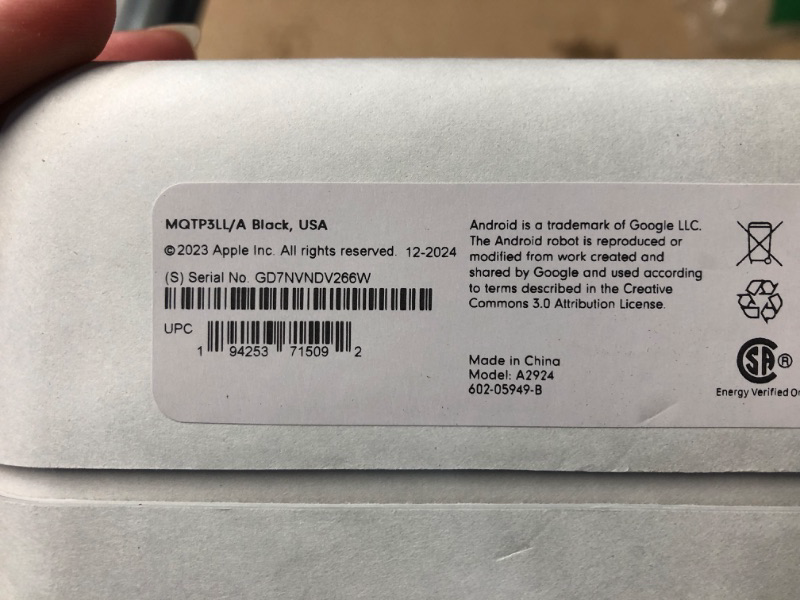 MQTP3LL/A Black, USA
©2023 Apple Inc. All rights reserved. 12-2024
(S) Serial No. GD7NVNDV266W
UPC
1 94253 71509 2
Android is a trademark of Google LLC.
The Android robot is reproduced or
modified from work created and
shared by Google and used according
to terms described in the Creative
Commons 3.0 Attribution License.
Made in China
Model: A2924
602-05949-B
SA ®
Energy Verified